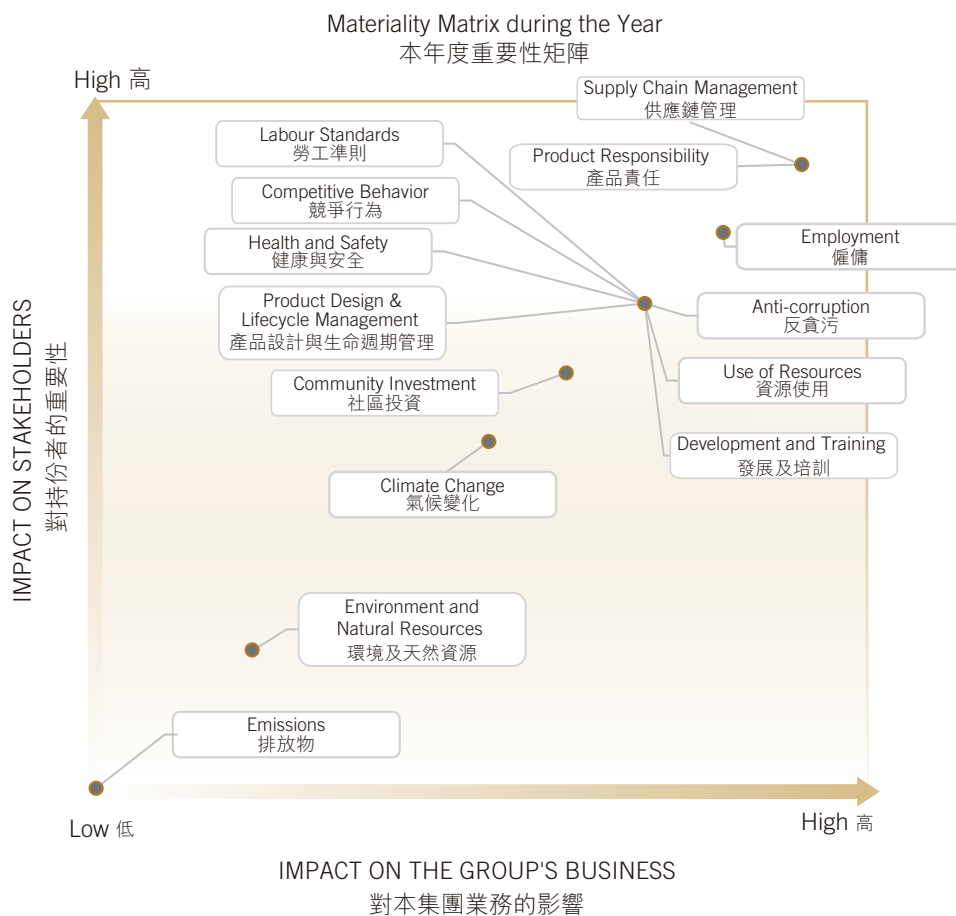 Materiality Matrix during the Year
本年度重要性矩陣
High 高
Supply Chain Management
供應鏈管理
Labour Standards
勞工準則
Product Responsibility
產品責任
Competitive Behavior
競爭行為
Employment
僱傭
Health and Safety
健康與安全
Product Design &
Lifecycle Management
產品設計與生命週期管理
Anti-corruption
反貪污
Community Investment
社區投資
Use of Resources
資源使用
Development and Training
發展及培訓
Climate Change
氣候變化
Environment and
Natural Resources
環境及天然資源
Emissions
排放物
IMPACT ON STAKEHOLDERS
對持份者的重要性
Low 低
High 高
IMPACT ON THE GROUP'S BUSINESS
對本集團業務的影響